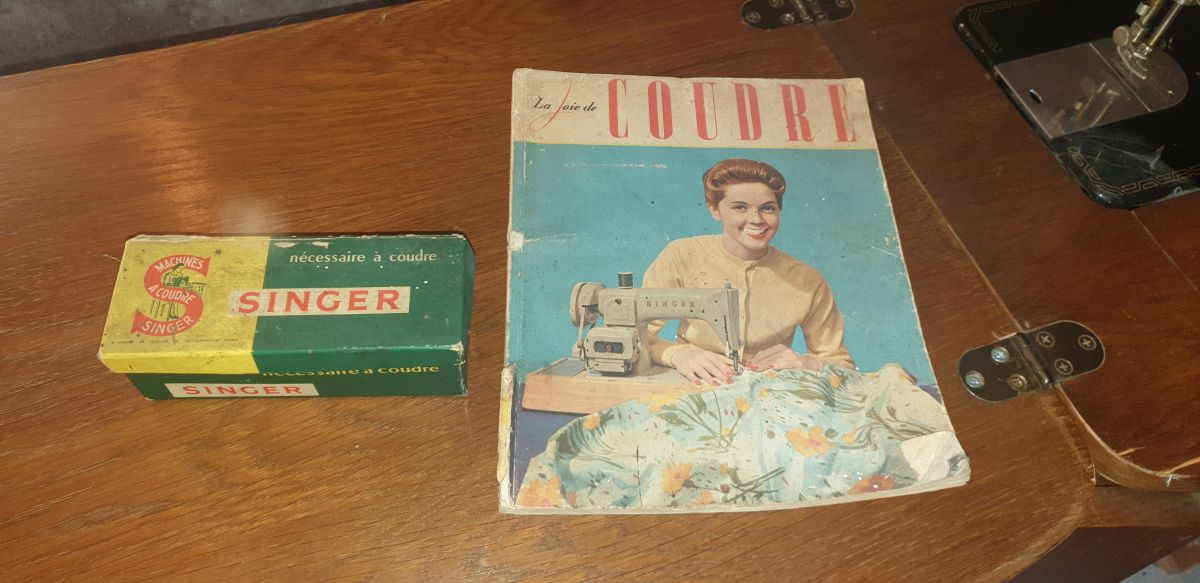 MACHINES
A COUDRE
SINGER
nécessaire à coudre
SINGER
nécessaire à coudre
SINGER
La Joie de COUDRE
SINGER